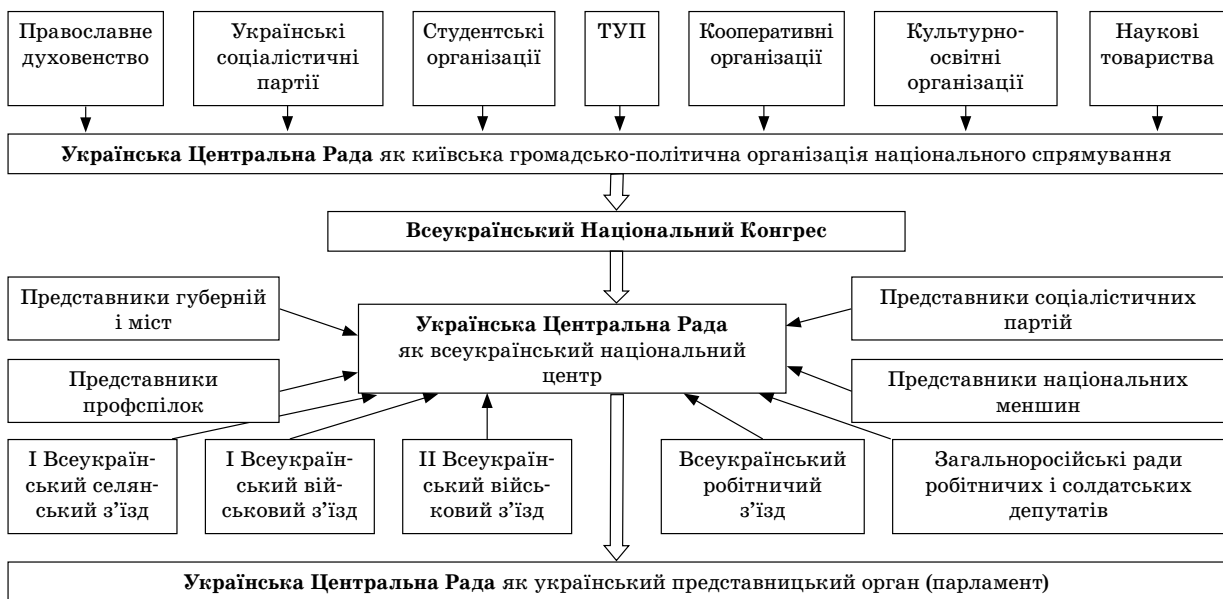 Православне
духовенство
Українські
соціалістичні
партії
Студентські
організації
ТУП
Кооперативні
організації
Культурно-
освітні
організації
Наукові
товариства
Українська Центральна Рада як київська громадсько-політична організація національного спрямування
Всеукраїнський Національний Конгрес
Представники губерній
і міст
Українська Центральна Рада
як всеукраїнський національний
центр
Представники соціалістичних
партій
Представники
профспілок
Представники національних
меншин
І Всеукраїн-
ський селян-
ський з’їзд
І Всеукраїн-
ський вій-
ськовий з’їзд
ІІ Всеукраїн-
ський війсь-
ковий з’їзд
Всеукраїнський
робітничий
з’їзд
Загальноросійські ради
робітничих і солдатських
депутатів
Українська Центральна Рада як український представницький орган (парламент)